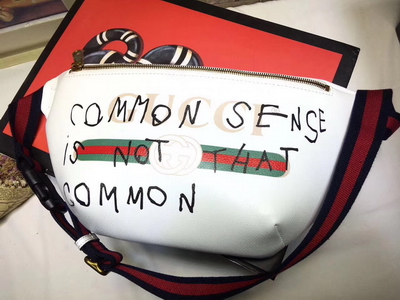 GUCCI
COMMON SENSE
iS NOT THAT
COMMON